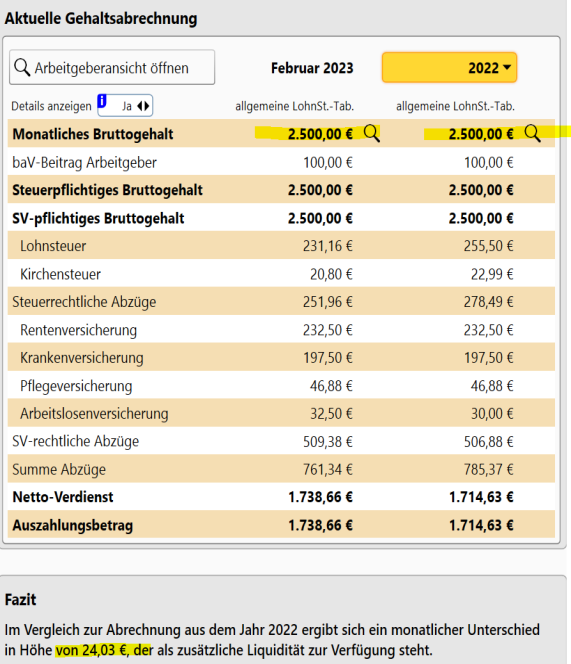 Aktuelle Gehaltsabrechnung
Arbeitgeberansicht öffnen Februar 2023 2022
Details anzeigen i Ja allgemeine LohnSt.-Tab. allgemeine LohnSt.-Tab.
Monatliches Bruttogehalt 2.500,00 € 2.500,00 €
baV-Beitrag Arbeitgeber 100,00 € 100,00 €
Steuerpflichtiges Bruttogehalt 2.500,00 € 2.500,00 €
SV-pflichtiges Bruttogehalt 2.500,00 € 2.500,00 €
Lohnsteuer 231,16 € 255,50 €
Kirchensteuer 20,80 € 22,99 €
Steuerrechtliche Abzüge 251,96 € 278,49 €
Rentenversicherung 232,50 € 232,50 €
Krankenversicherung 197,50 € 197,50 €
Pflegeversicherung 46,88 € 46,88 €
Arbeitslosenversicherung 32,50 € 30,00 €
SV-rechtliche Abzüge 509,38 € 506,88 €
Summe Abzüge 761,34 € 785,37 €
Netto-Verdienst 1.738,66 € 1.714,63 €
Auszahlungsbetrag 1.738,66 € 1.714,63 €
Fazit
Im Vergleich zur Abrechnung aus dem Jahr 2022 ergibt sich ein monatlicher Unterschied
in Höhe von 24,03 €, der als zusätzliche Liquidität zur Verfügung steht.